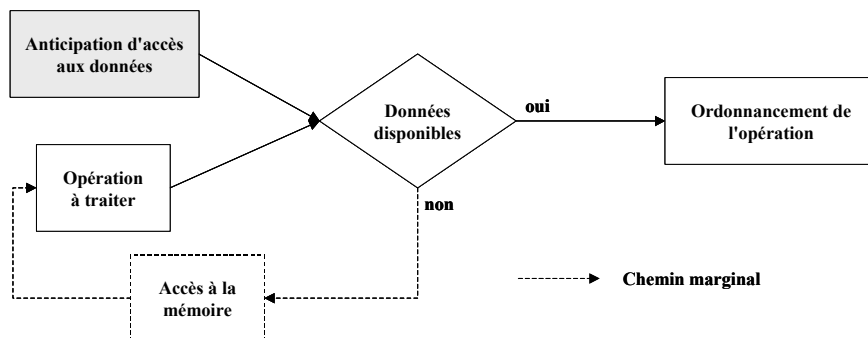 Anticipation d'accès
aux données
Données
disponibles
oui
Ordonnancement de
l'opération
Opération
à traiter
non
Accès à la
mémoire
Chemin marginal